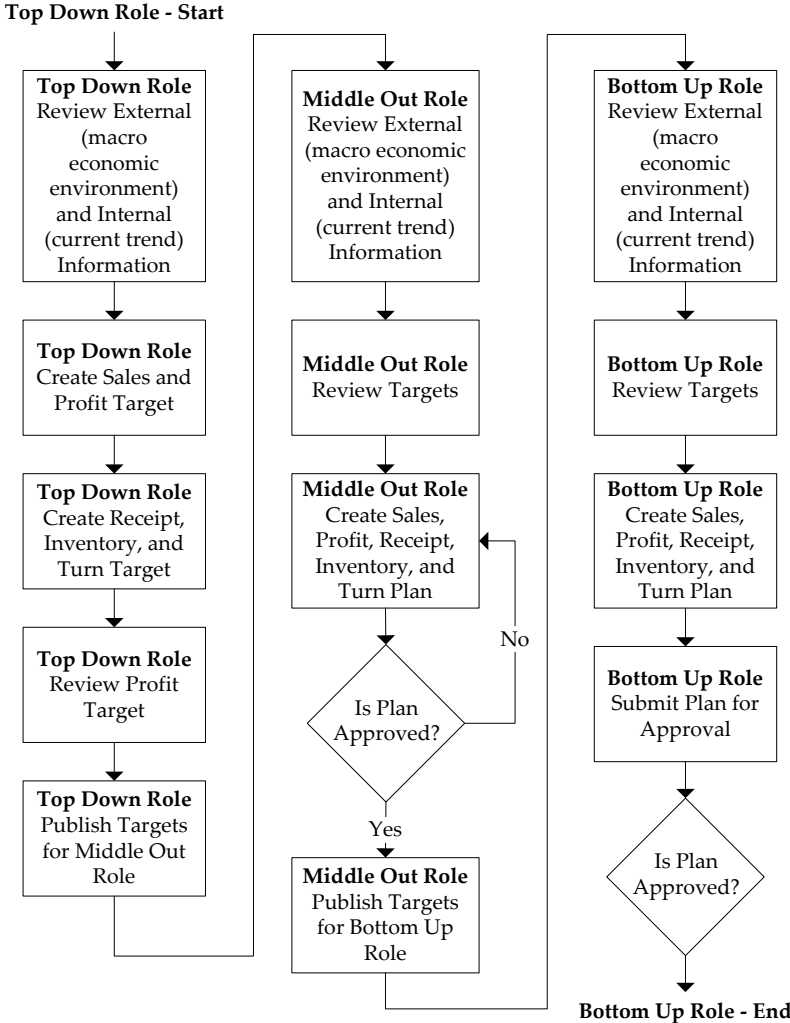 Top Down Role - Start
Top Down Role
Review External
(macro
economic
environment)
and Internal
(current trend)
Information
Top Down Role
Create Sales and
Profit Target
Top Down Role
Create Receipt,
Inventory, and
Turn Target
Top Down Role
Review Profit
Target
Top Down Role
Publish Targets
for Middle Out
Role
Middle Out Role
Review External
(macro economic
environment)
and Internal
(current trend)
Information
Middle Out Role
Review Targets
Middle Out Role
Create Sales,
Profit, Receipt,
Inventory, and
Turn Plan
No
Is Plan
Approved?
Yes
Middle Out Role
Publish Targets
for Bottom Up
Role
Bottom Up Role
Review External
(macro
economic
environment)
and Internal
(current trend)
Information
Bottom Up Role
Review Targets
Bottom Up Role
Create Sales,
Profit, Receipt,
Inventory, and
Turn Plan
Bottom Up Role
Submit Plan for
Approval
Is Plan
Approved?
Bottom Up Role - End